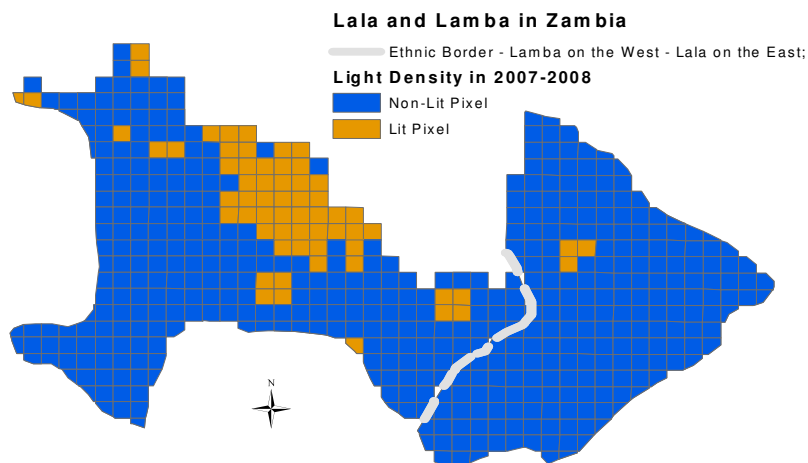 Lala and Lamba in Zambia
Ethnic Border - Lamba on the West - Lala on the East;
Light Density in 2007-2008
Non-Lit Pixel
Lit Pixel
N